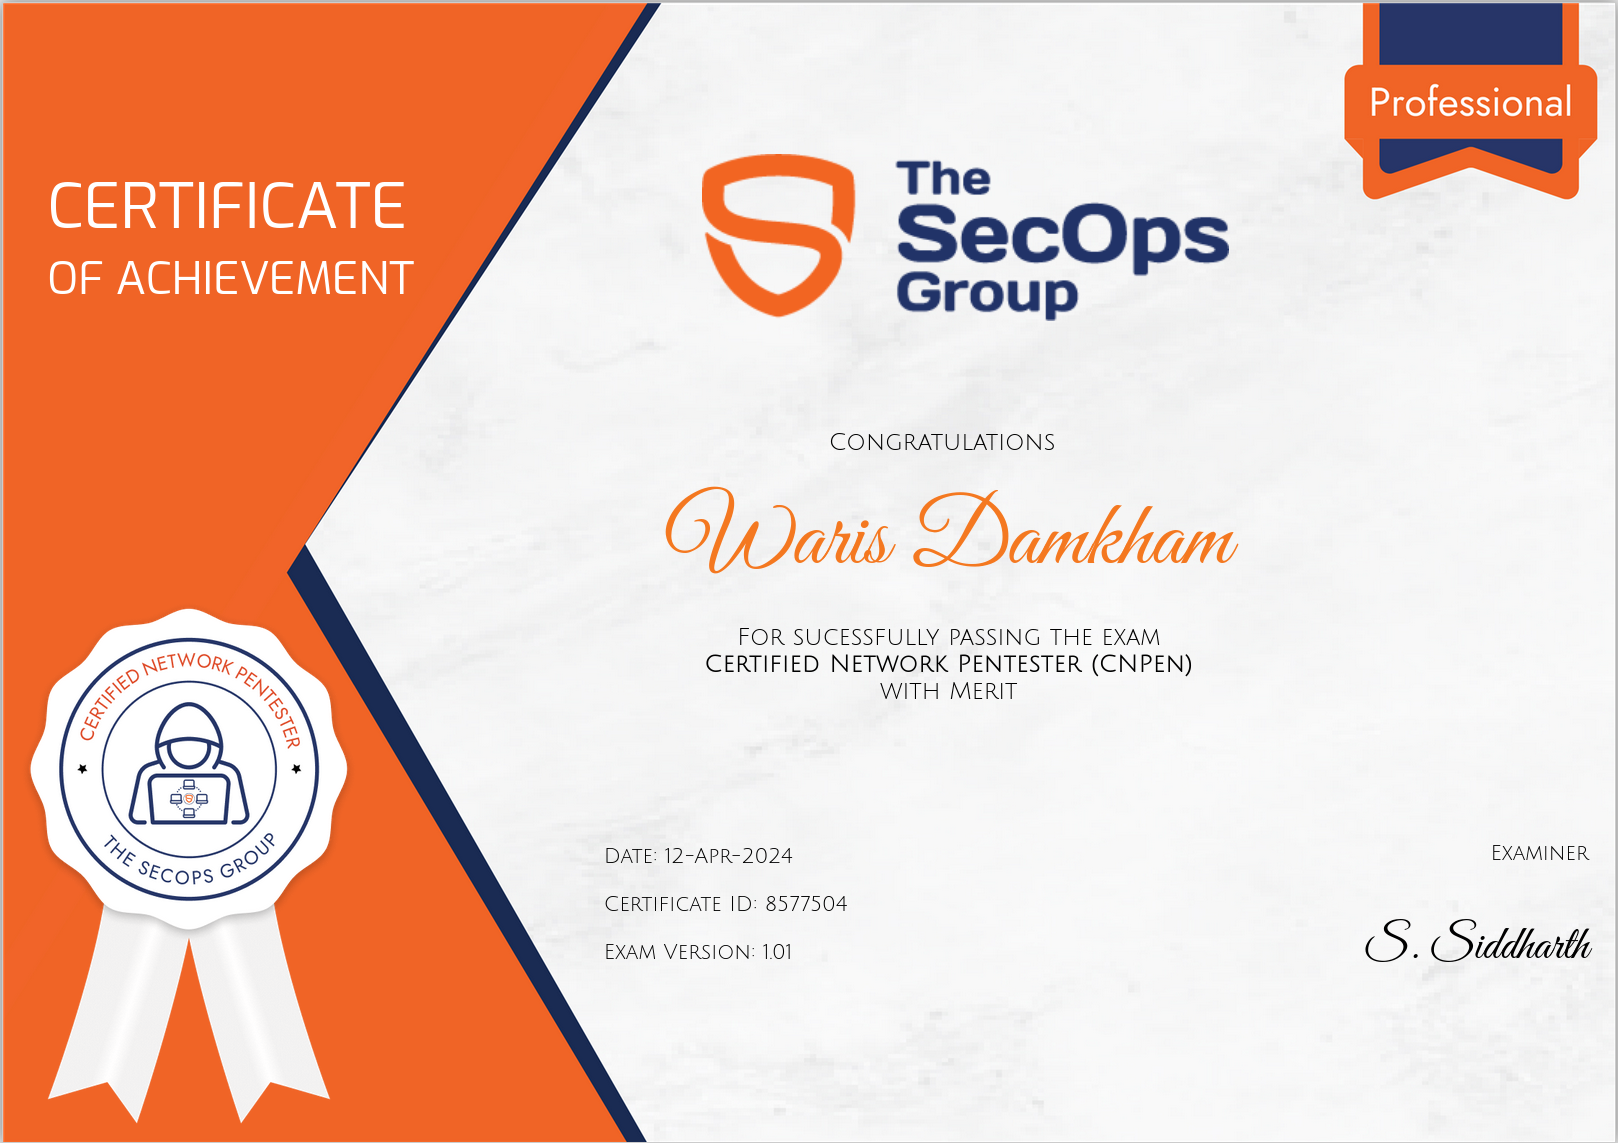 CERTIFICATE
OF ACHIEVEMENT
Professional
The
SecOps
Group
Congratulations
Waris Damkham
For sucessfully passing the exam
Certified Network Pentester (CNPen)
with Merit
CERTIFIED NETWORK PENTESTER
THE SECOPS GROUP
Date: 12-Apr-2024
Certificate ID: 8577504
Exam Version: 1.01
Examiner
S. Siddharth